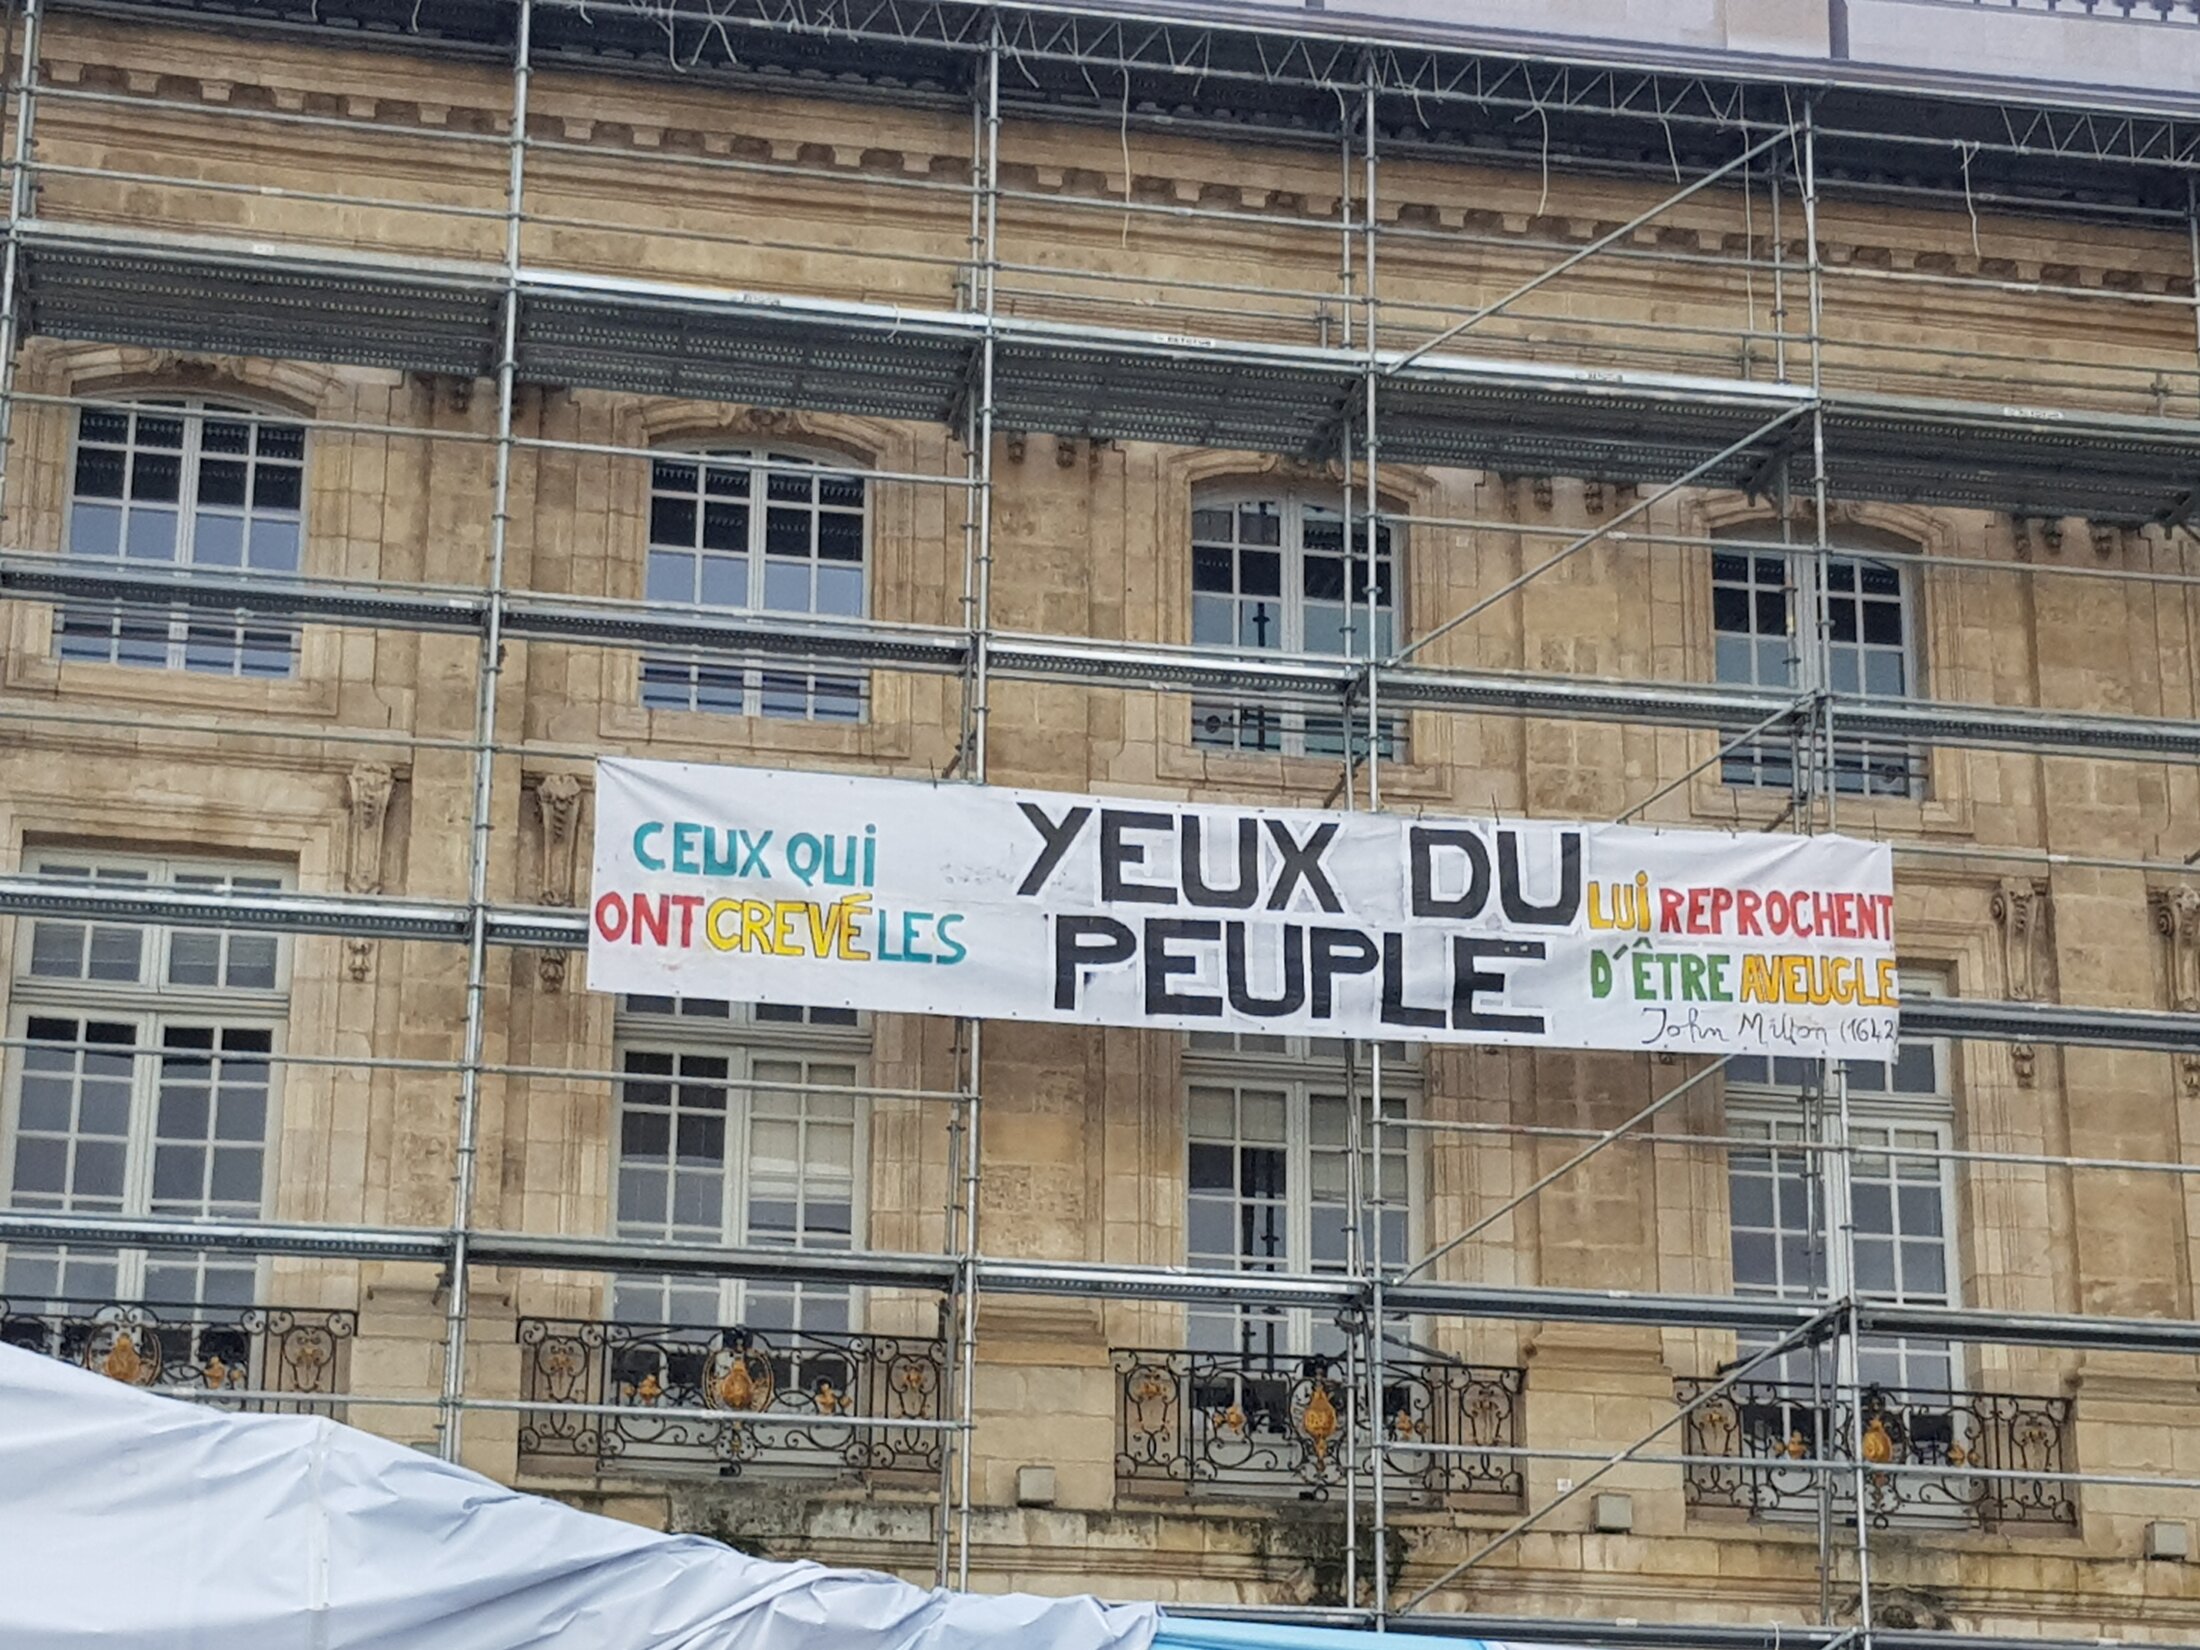 CEUX QUI
ONT CREVÉ LES
YEUX DU
PEUPLE
LUI REPROCHENT
D'ÊTRE AVEUGLE
John Milton (1642